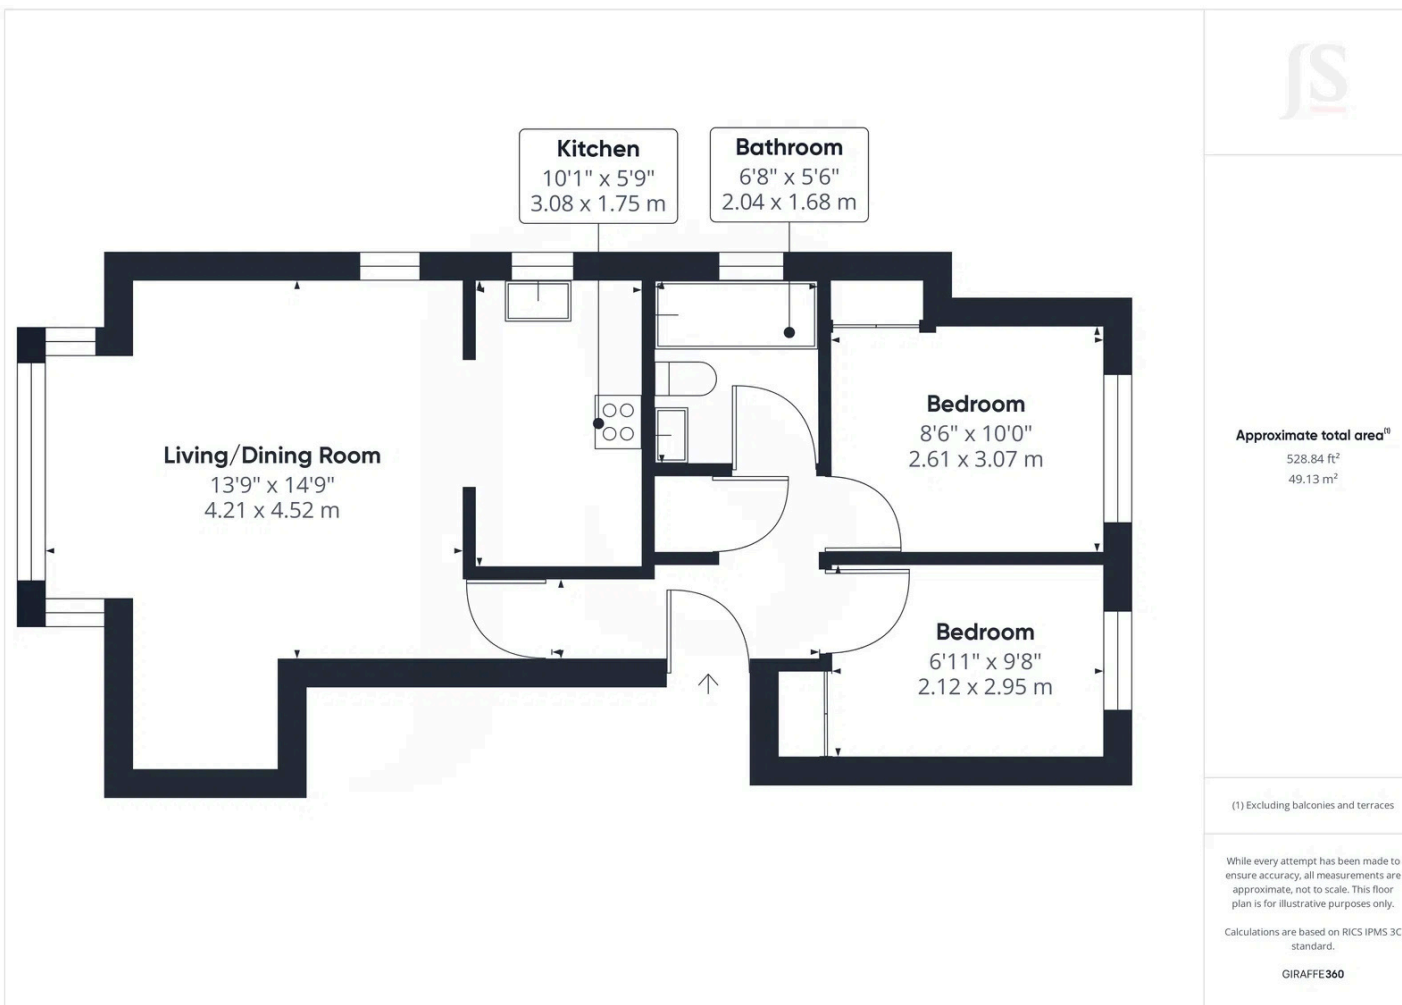 Kitchen
10'1" x 5'9"
3.08 x 1.75 m
Bathroom
6'8" x 5'6"
2.04 x 1.68 m
Living/Dining Room
13'9" x 14'9"
4.21 x 4.52 m
Bedroom
8'6" x 10'0"
2.61 x 3.07 m
Bedroom
6'11" x 9'8"
2.12 x 2.95 m
JS
Approximate total area⁽¹⁾
528.84 ft²
49.13 m²
(1) Excluding balconies and terraces
While every attempt has been made to
ensure accuracy, all measurements are
approximate, not to scale. This floor
plan is for illustrative purposes only.
Calculations are based on RICS IPMS 3C
standard.
GIRAFFE360